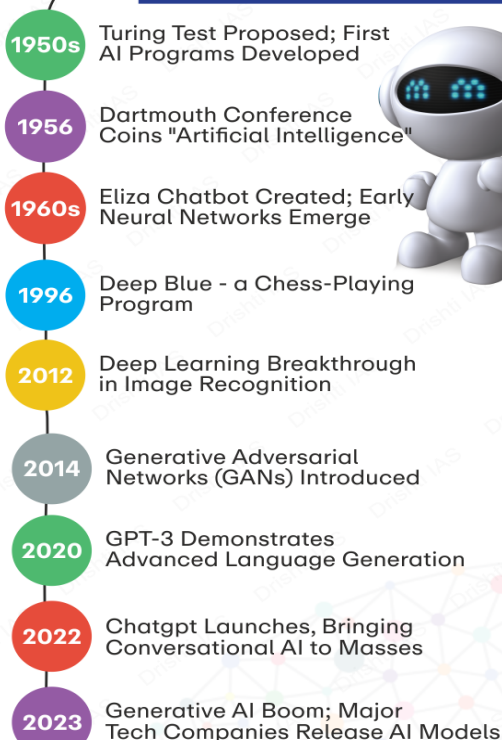 1950s
Turing Test Proposed; First
AI Programs Developed
1956
Dartmouth Conference
Coins "Artificial Intelligence"
1960s
Eliza Chatbot Created; Early
Neural Networks Emerge
1996
Deep Blue - a Chess-Playing
Program
2012
Deep Learning Breakthrough
in Image Recognition
2014
Generative Adversarial
Networks (GANs) Introduced
2020
GPT-3 Demonstrates
Advanced Language Generation
2022
Chatgpt Launches, Bringing
Conversational AI to Masses
2023
Generative AI Boom; Major
Tech Companies Release AI Models
Drishti IAS